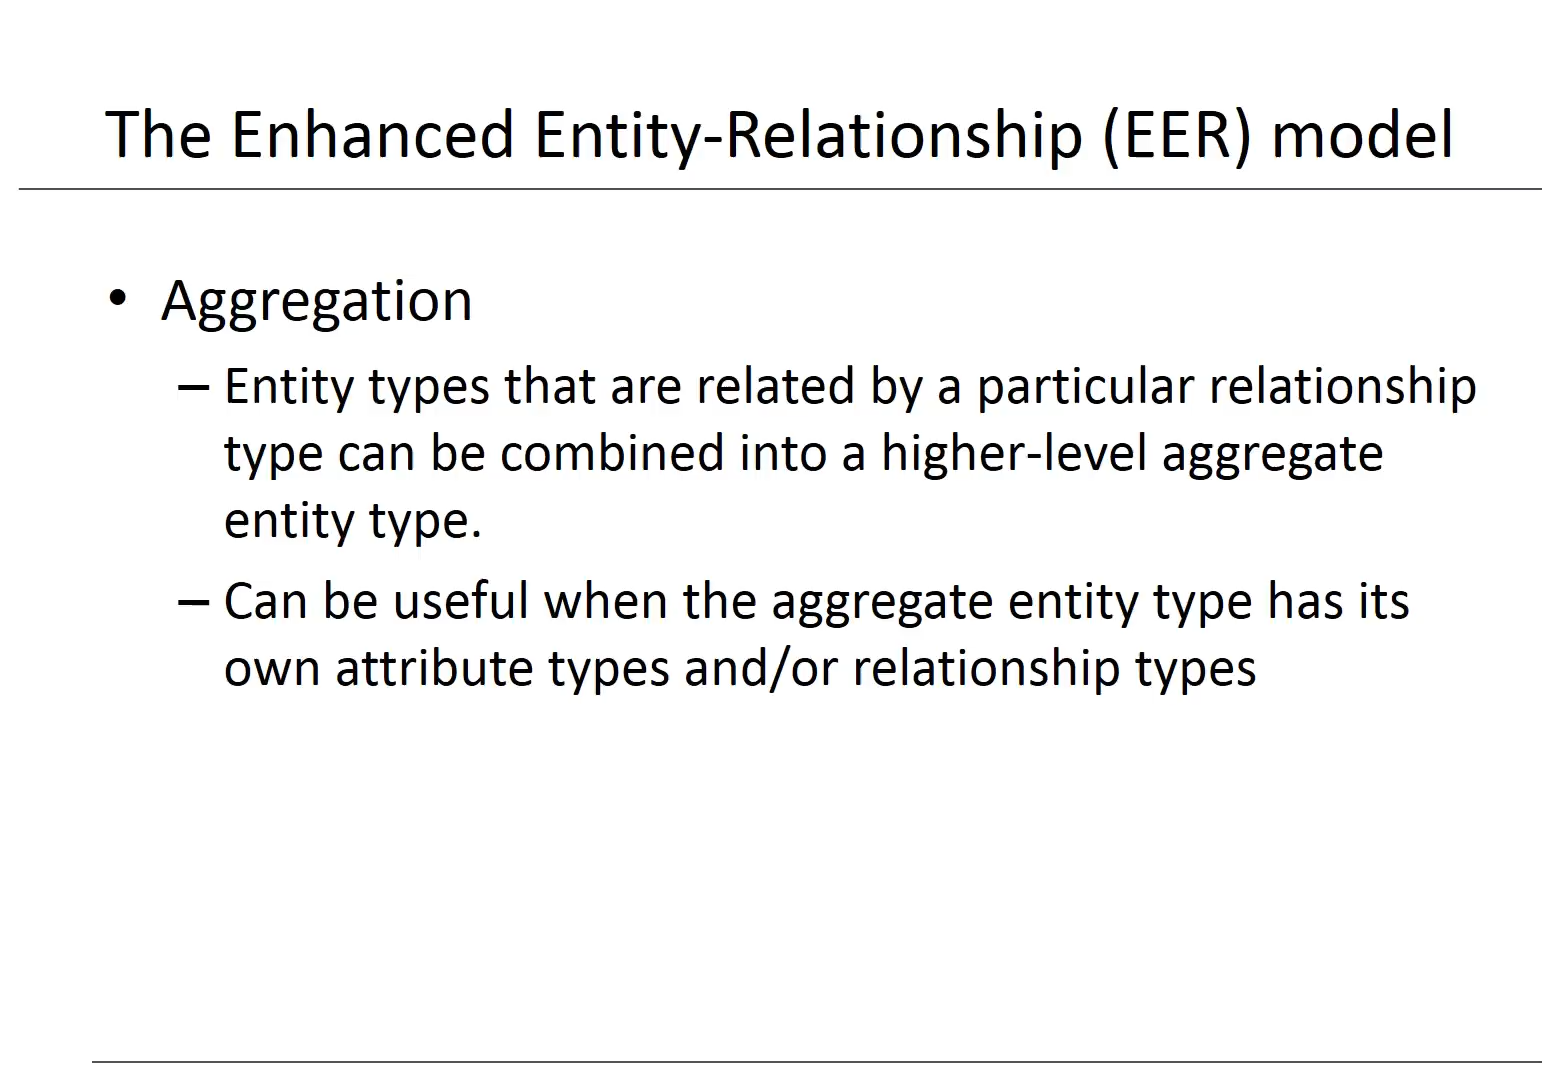 The Enhanced Entity-Relationship (EER) model
• Aggregation
– Entity types that are related by a particular relationship
type can be combined into a higher-level aggregate
entity type.
– Can be useful when the aggregate entity type has its
own attribute types and/or relationship types